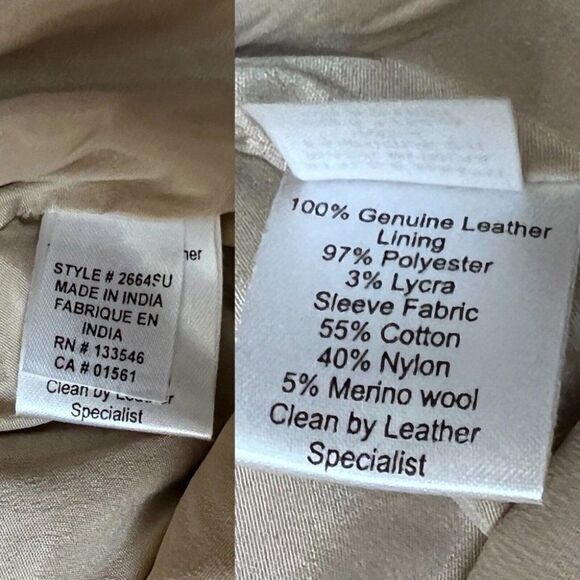 her
STYLE # 2664SU
MADE IN INDIA
FABRIQUE EN
INDIA
RN # 133546
CA # 01561
Clean by
Specialist
100% Genuine Leather
Lining
97% Polyester
3% Lycra
Sleeve Fabric
55% Cotton
40% Nylon
5% Merino wool
Clean by Leather
Specialist